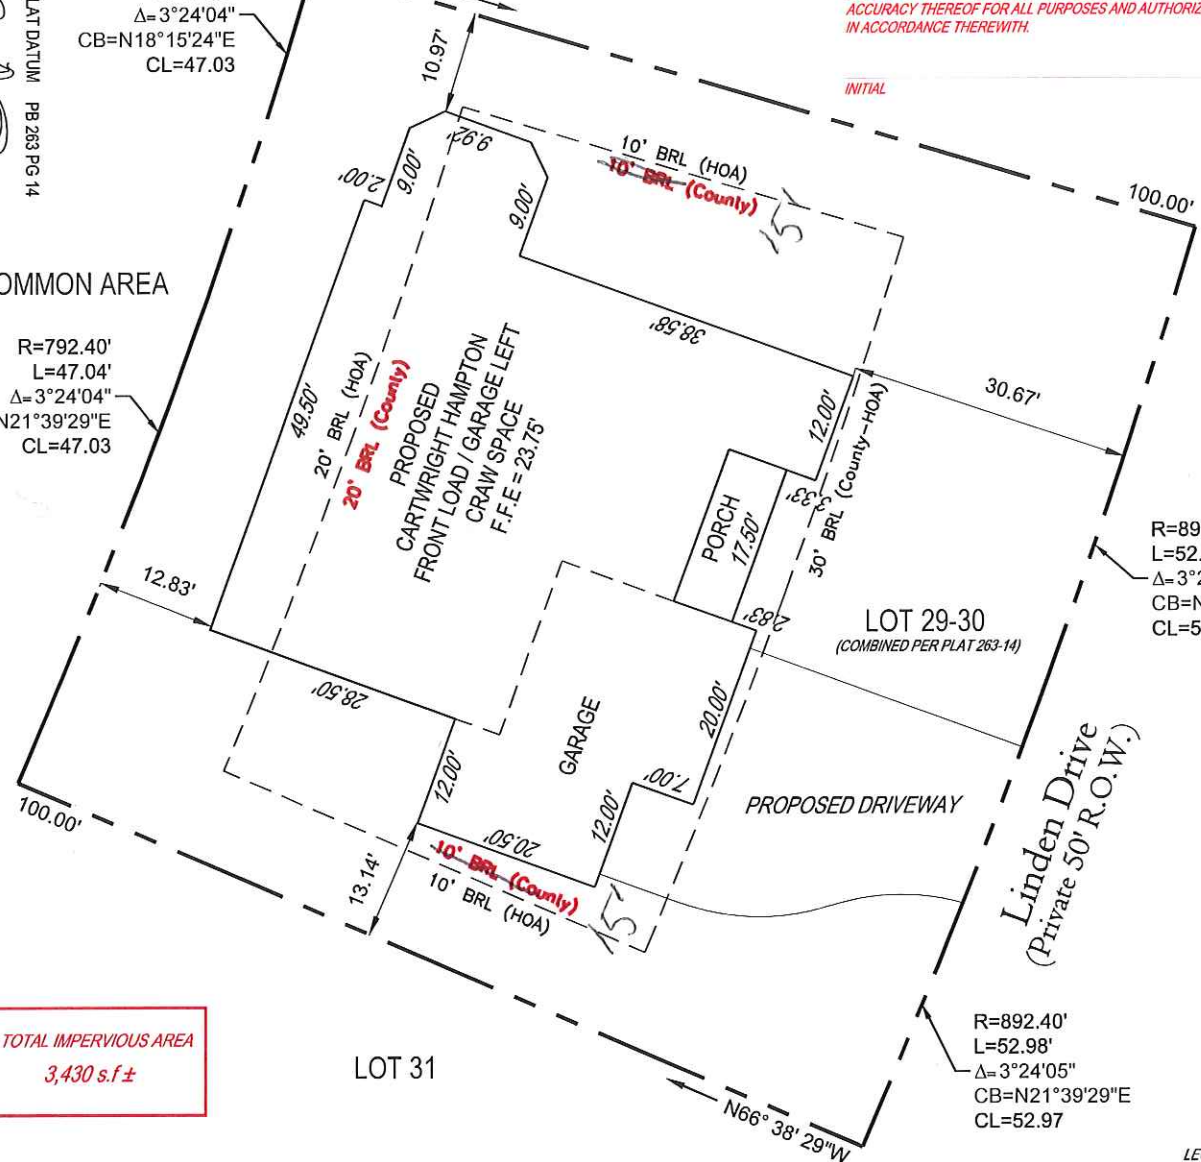 Δ=3°24'04"
CB=N18°15'24"E
CL=47.03
LAT DATUM PB 263 PG 14
ACCURACY THEREOF FOR ALL PURPOSES AND AUTHORIZ
IN ACCORDANCE THEREWITH.
INITIAL
10.97'
9.92'
10' BRL (HOA)
10' BRL (County)
15'
100.00'
2.00'
9.00'
9.00'
OMMON AREA
R=792.40'
L=47.04'
Δ=3°24'04"
N21°39'29"E
CL=47.03
38.58'
30.67'
49.50'
20' BRL (HOA)
20' BRL (County)
PROPOSED
CARTWRIGHT HAMPTON
FRONT LOAD / GARAGE LEFT
CRAW SPACE
F.F.E = 23.75'
12.00'
3.33'
30' BRL (County-HOA)
PORCH
17.50'
R=89
L=52.
Δ=3°2
CB=N
CL=5
12.83'
2.83'
LOT 29-30
(COMBINED PER PLAT 263-14)
28.50'
GARAGE
20.00'
12.00'
7.00'
12.00'
PROPOSED DRIVEWAY
Linden Drive
(Private 50' R.O.W.)
100.00'
20.50'
13.14'
10' BRL (County)
10' BRL (HOA)
15'
TOTAL IMPERVIOUS AREA
3,430 s.f ±
LOT 31
R=892.40'
L=52.98'
Δ=3°24'05"
CB=N21°39'29"E
CL=52.97
N66° 38' 29"W
LE